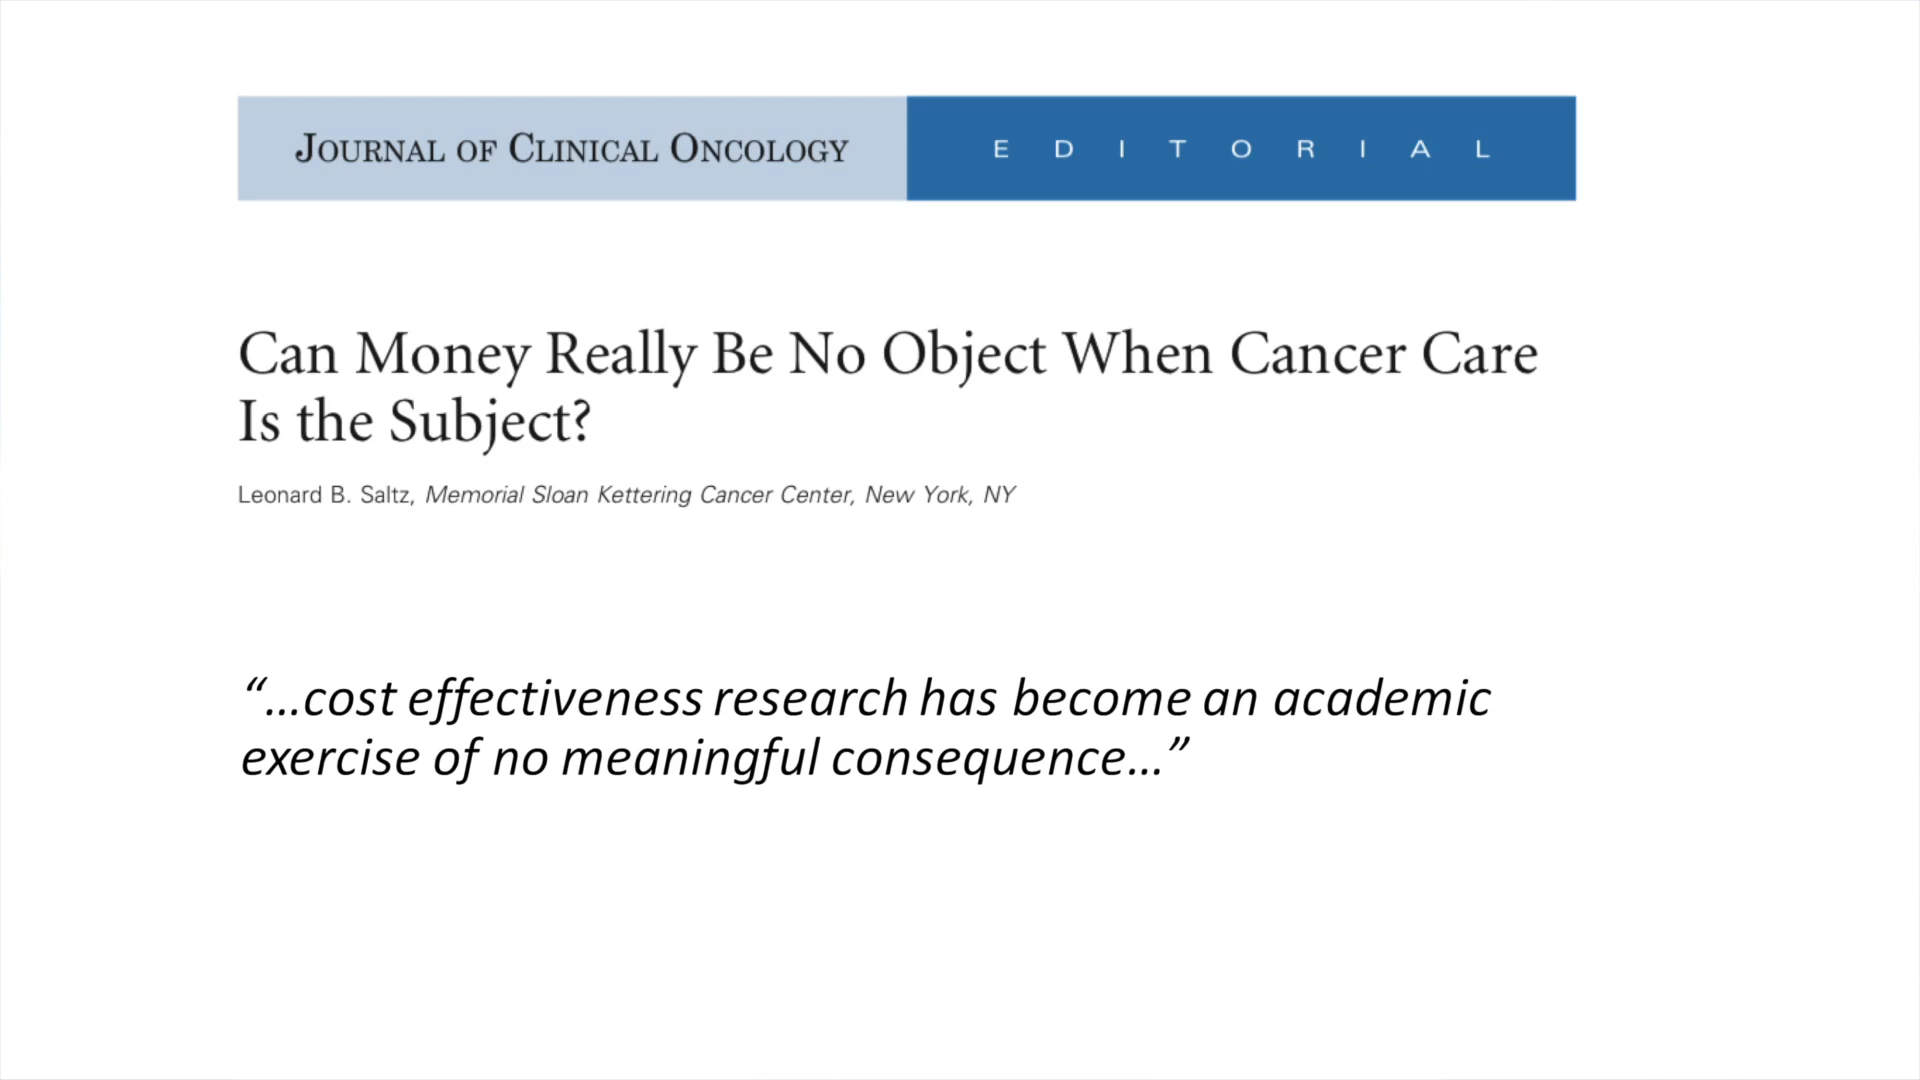 JOURNAL OF CLINICAL ONCOLOGY
EDITORIAL
Can Money Really Be No Object When Cancer Care
Is the Subject?
Leonard B. Saltz, Memorial Sloan Kettering Cancer Center, New York, NY
“…cost effectiveness research has become an academic
exercise of no meaningful consequence…”